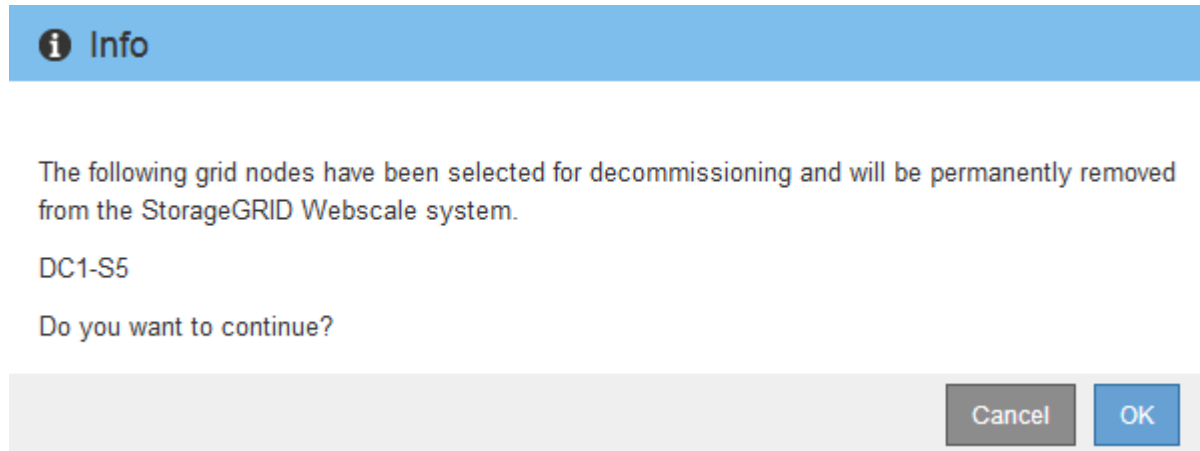 Info
The following grid nodes have been selected for decommissioning and will be permanently removed
from the StorageGRID Webscale system.
DC1-S5
Do you want to continue?
Cancel OK